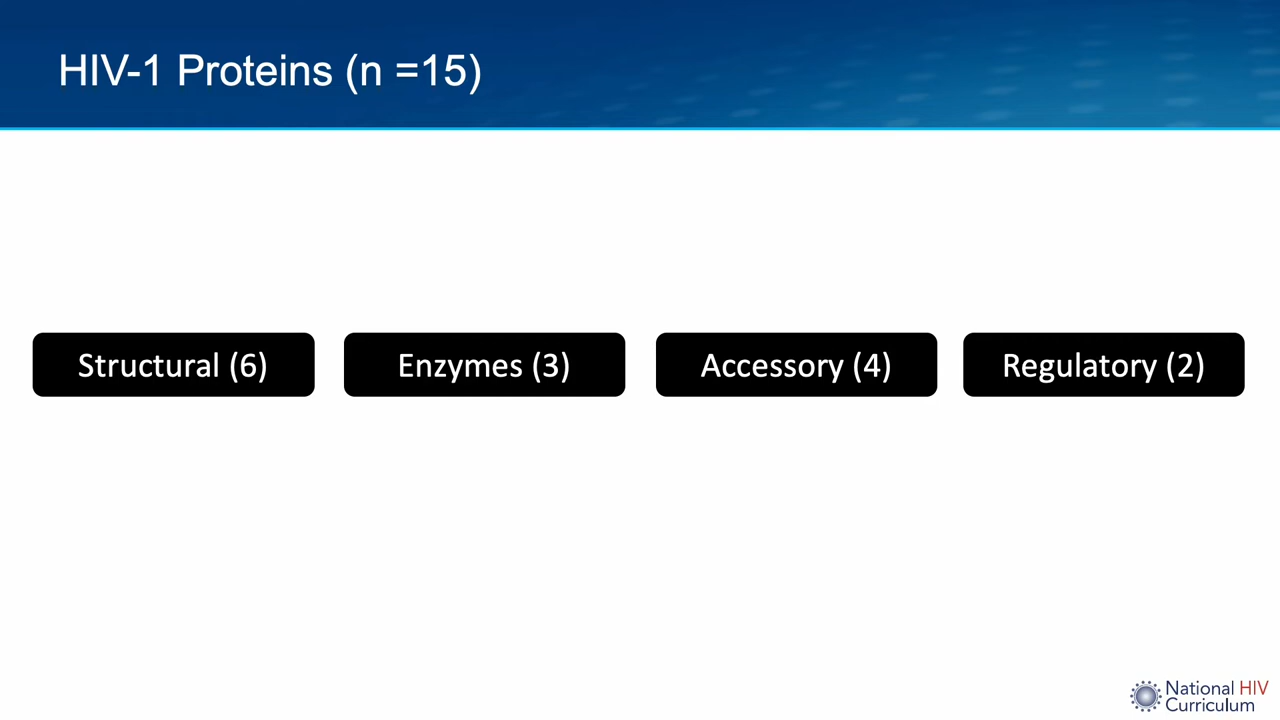 HIV-1 Proteins (n =15)
Structural (6)
Enzymes (3)
Accessory (4)
Regulatory (2)
National HIV
Curriculum